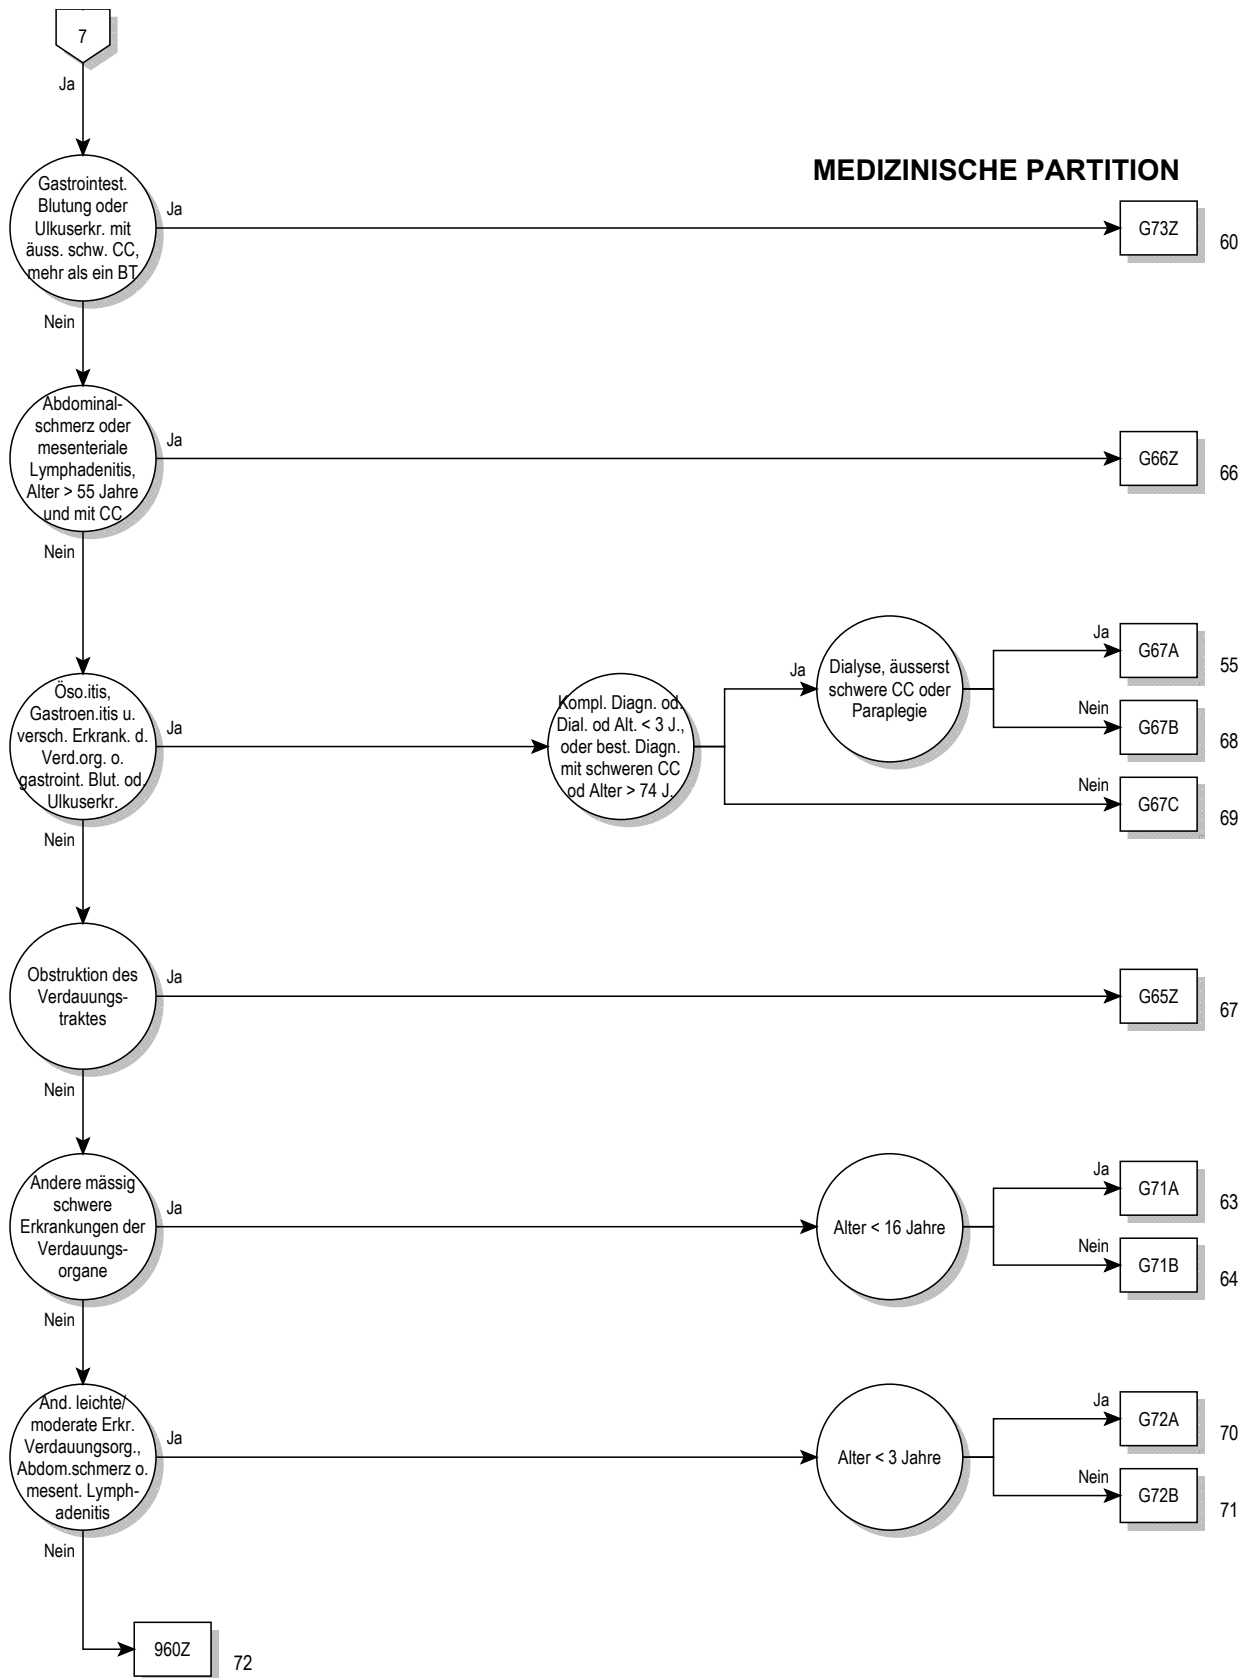 7
Ja
MEDIZINISCHE PARTITION
Gastrointest.
Blutung oder
Ulkuserkr. mit
äuss. schw. CC,
mehr als ein BT
Ja
G73Z
60
Nein
Abdominal-
schmerz oder
mesenteriale
Lymphadenitis,
Alter > 55 Jahre
und mit CC
Ja
G66Z
66
Nein
Öso.itis,
Gastroen.itis u.
versch. Erkrank. d.
Verd.org. o.
gastroint. Blut. od.
Ulkuserkr.
Ja
Kompl. Diagn. od.
Dial. od Alt. < 3 J.,
oder best. Diagn.
mit schweren CC
od Alter > 74 J.
Ja
Dialyse, äusserst
schwere CC oder
Paraplegie
Ja
G67A
55
Nein
G67B
68
Nein
G67C
69
Nein
Obstruktion des
Verdauungs-
traktes
Ja
G65Z
67
Nein
Andere mässig
schwere
Erkrankungen der
Verdauungs-
organe
Ja
Alter < 16 Jahre
Ja
G71A
63
Nein
G71B
64
Nein
And. leichte/
moderate Erkr.
Verdauungsorg.,
Abdom.schmerz o.
mesent. Lymph-
adenitis
Ja
Alter < 3 Jahre
Ja
G72A
70
Nein
G72B
71
Nein
960Z
72